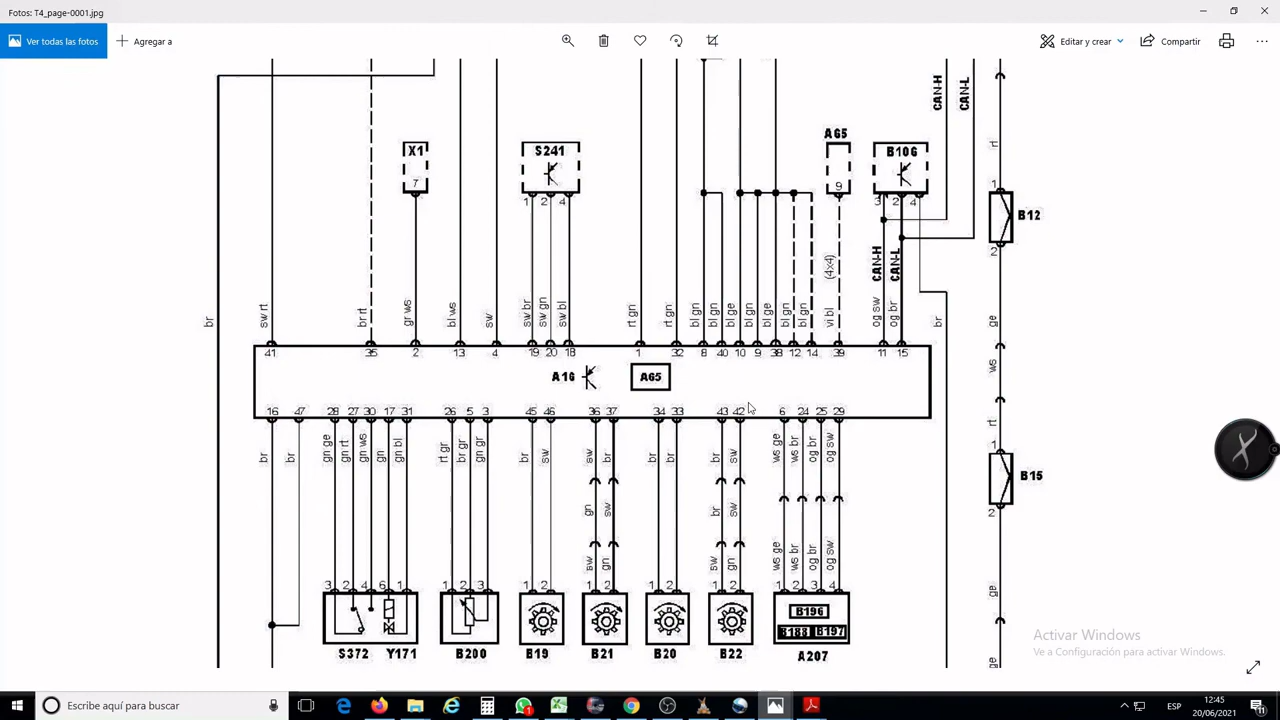 Fotos: T4_page-0001.jpg
Ver todas las fotos
Agregar a
Editar y crear
Compartir
CAN-H
CAN-L
X1
7
S241
1 2 4
A65
9
B106
3 2 4
rt
1
B12
2
br
sw rt
br rt
gr ws
bl ws
sw
sw br
sw gn
sw bl
rt gn
rt gn
bl gn
bl gn
bl ge
bl gn
bl ge
bl gn
bl gn
(4x4)
vi bl
CAN-H
CAN-L
og sw
og br
br
ge
ws
41 35 2 13 4 19 20 18 1 32 8 40 10 9 38 12 14 39 11 15
A16
A65
16 47 28 27 30 17 31 26 5 3 45 46 36 37 34 33 43 42 6 24 25 29
br
br
gn ge
gn rt
gn ws
gn
gn bl
rt gr
br gr
gn gr
br
sw
sw
br
br
br
br
sw
ws ge
ws br
og br
og sw
rt
1
B15
2
gn
sw
br
sw
sw
gn
sw
gn
ws ge
ws br
og br
og sw
ge
3 2 4 6 1
1 2 3
1 2
1 2
1 2
1 2
1 2 3 4
B196
B188 B197
S372 Y171
B200
B19
B21
B20
B22
A207
ge
Activar Windows
Ve a Configuración para activar Windows.
Escribe aquí para buscar
1
ESP
12:45
20/06/2021
11